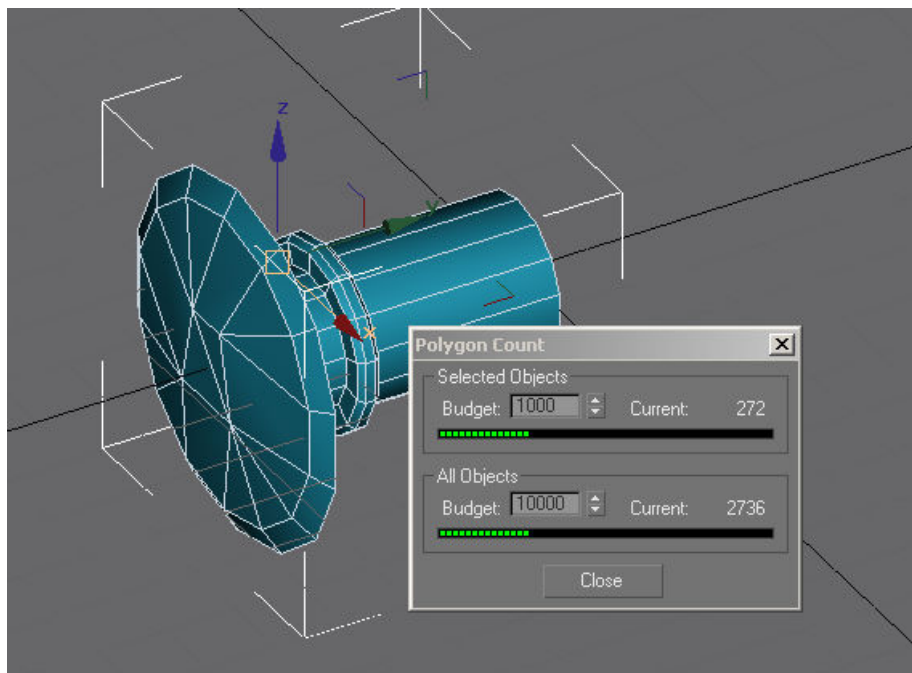 z
y
x
Polygon Count
Selected Objects
Budget: 1000 Current: 272
All Objects
Budget: 10000 Current: 2736
Close